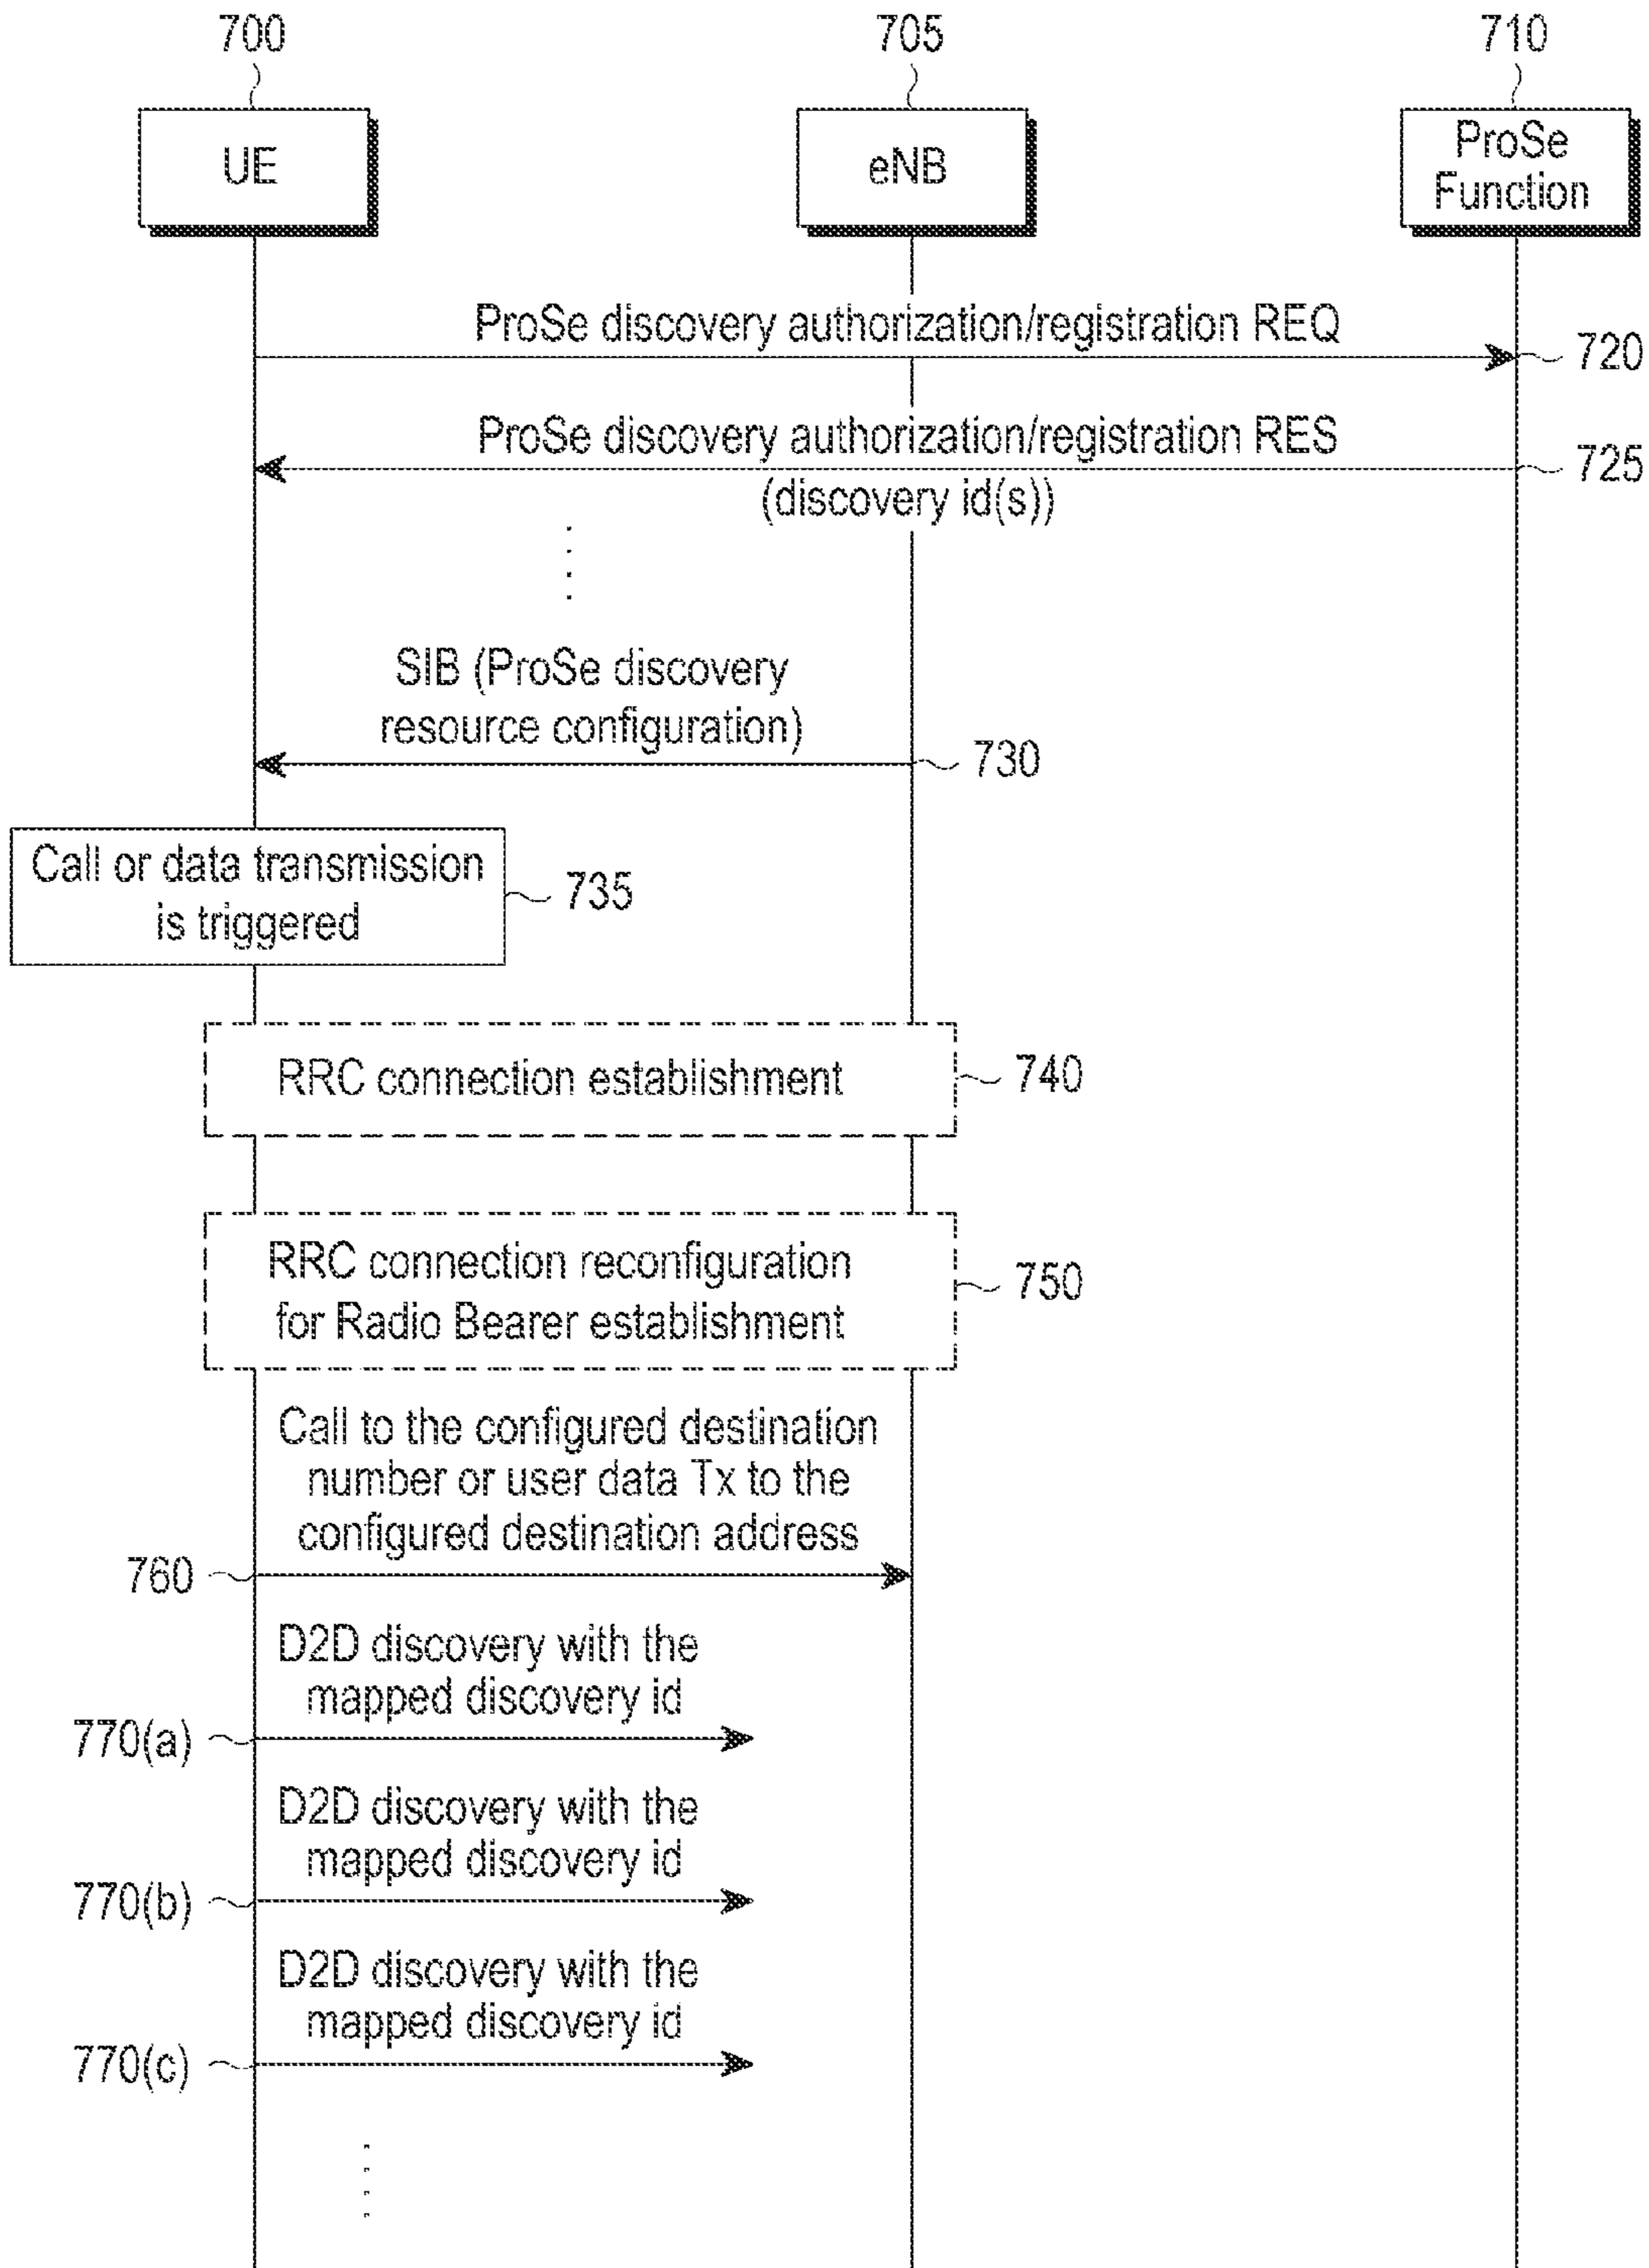 700
705
710
UE
eNB
ProSe
Function
ProSe discovery authorization/registration REQ
720
ProSe discovery authorization/registration RES
725
(discovery id(s))
SIB (ProSe discovery
resource configuration)
730
Call or data transmission
is triggered
735
RRC connection establishment
740
RRC connection reconfiguration
for Radio Bearer establishment
750
Call to the configured destination
number or user data Tx to the
configured destination address
760
D2D discovery with the
mapped discovery id
770(a)
D2D discovery with the
mapped discovery id
770(b)
D2D discovery with the
mapped discovery id
770(c)